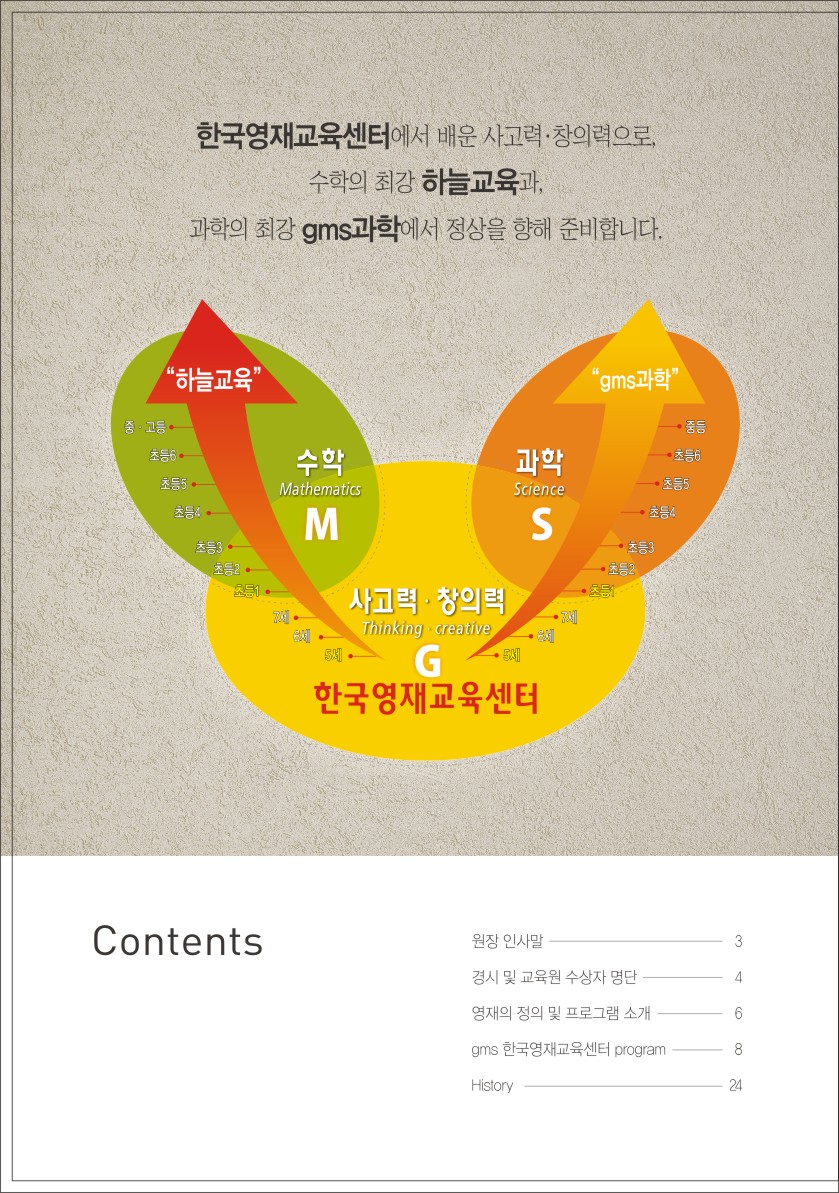 한국영재교육센터에서 배운 사고력·창의력으로,
수학의 최강 하늘교육과,
과학의 최강 gms과학에서 정상을 향해 준비합니다.
“하늘교육”
중·고등
초등6
초등5
초등4
초등3
초등2
초등1
7세
6세
5세
수학
Mathematics
M
“gms과학”
중등
초등6
초등5
초등4
초등3
초등2
초등1
7세
6세
5세
과학
Science
S
사고력·창의력
Thinking·creative
G
한국영재교육센터
Contents
원장 인사말 3
경시 및 교육원 수상자 명단 4
영재의 정의 및 프로그램 소개 6
gms 한국영재교육센터 program 8
History 24